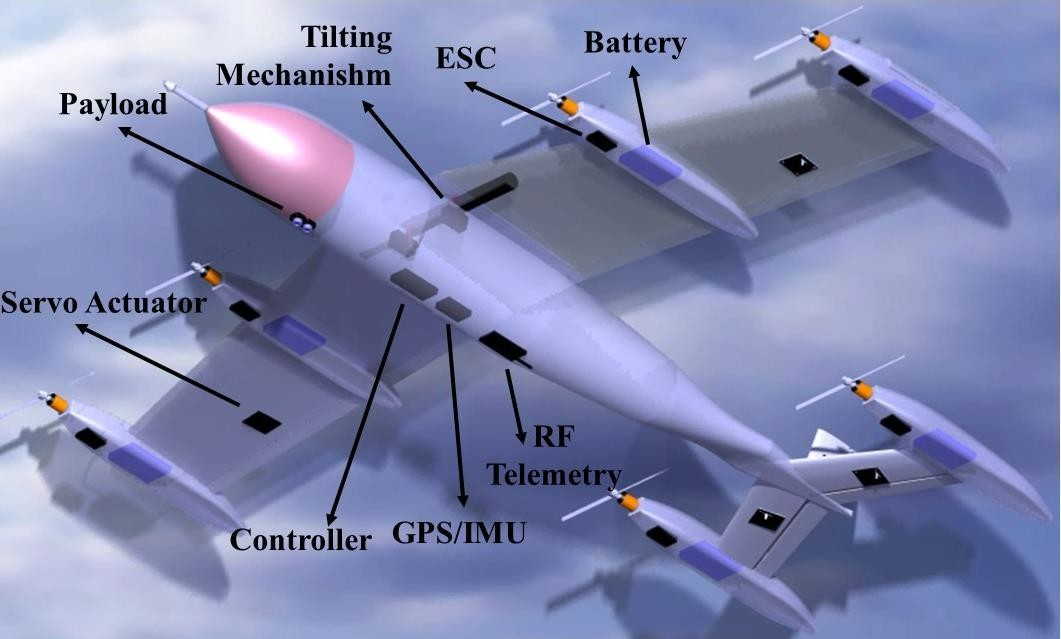 Tilting
Mechanishm
ESC
Battery
Payload
Servo Actuator
RF
Telemetry
Controller
GPS/IMU